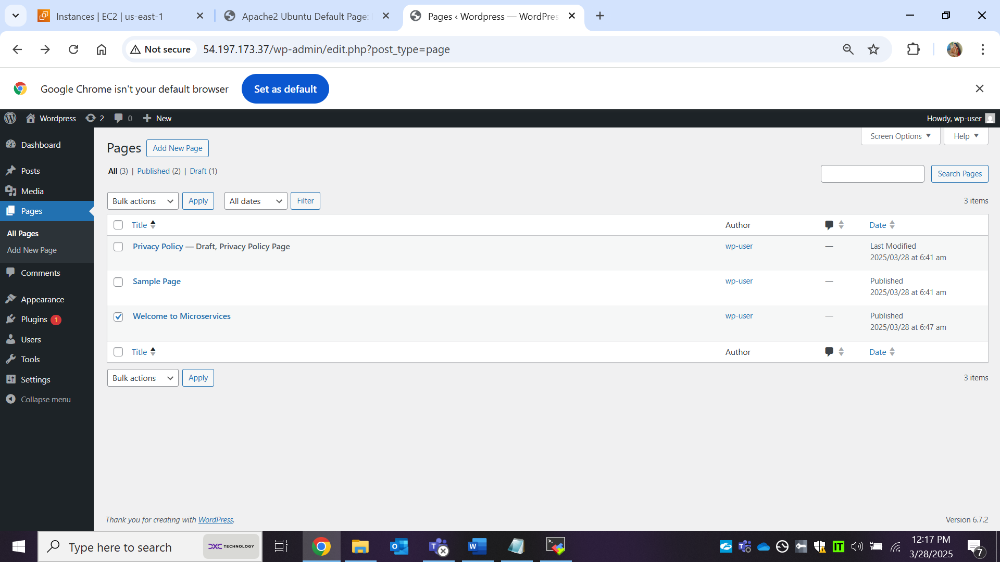 Instances | EC2 | us-east-1
Apache2 Ubuntu Default Page:
Pages ‹ Wordpress — WordPres
Not secure
54.197.173.37/wp-admin/edit.php?post_type=page
Google Chrome isn't your default browser
Set as default
Wordpress
2
0
New
Howdy, wp-user
Dashboard
Posts
Media
Pages
All Pages
Add New Page
Comments
Appearance
Plugins 1
Users
Tools
Settings
Collapse menu
Pages
Add New Page
Screen Options
Help
All (3) | Published (2) | Draft (1)
Search Pages
Bulk actions
Apply
All dates
Filter
3 items
Title
Author
Date
Privacy Policy — Draft, Privacy Policy Page
wp-user
—
Last Modified
2025/03/28 at 6:41 am
Sample Page
wp-user
—
Published
2025/03/28 at 6:41 am
Welcome to Microservices
wp-user
—
Published
2025/03/28 at 6:47 am
Title
Author
Date
Bulk actions
Apply
3 items
Thank you for creating with WordPress.
Version 6.7.2
Type here to search
DXC TECHNOLOGY
IT
12:17 PM
3/28/2025
7